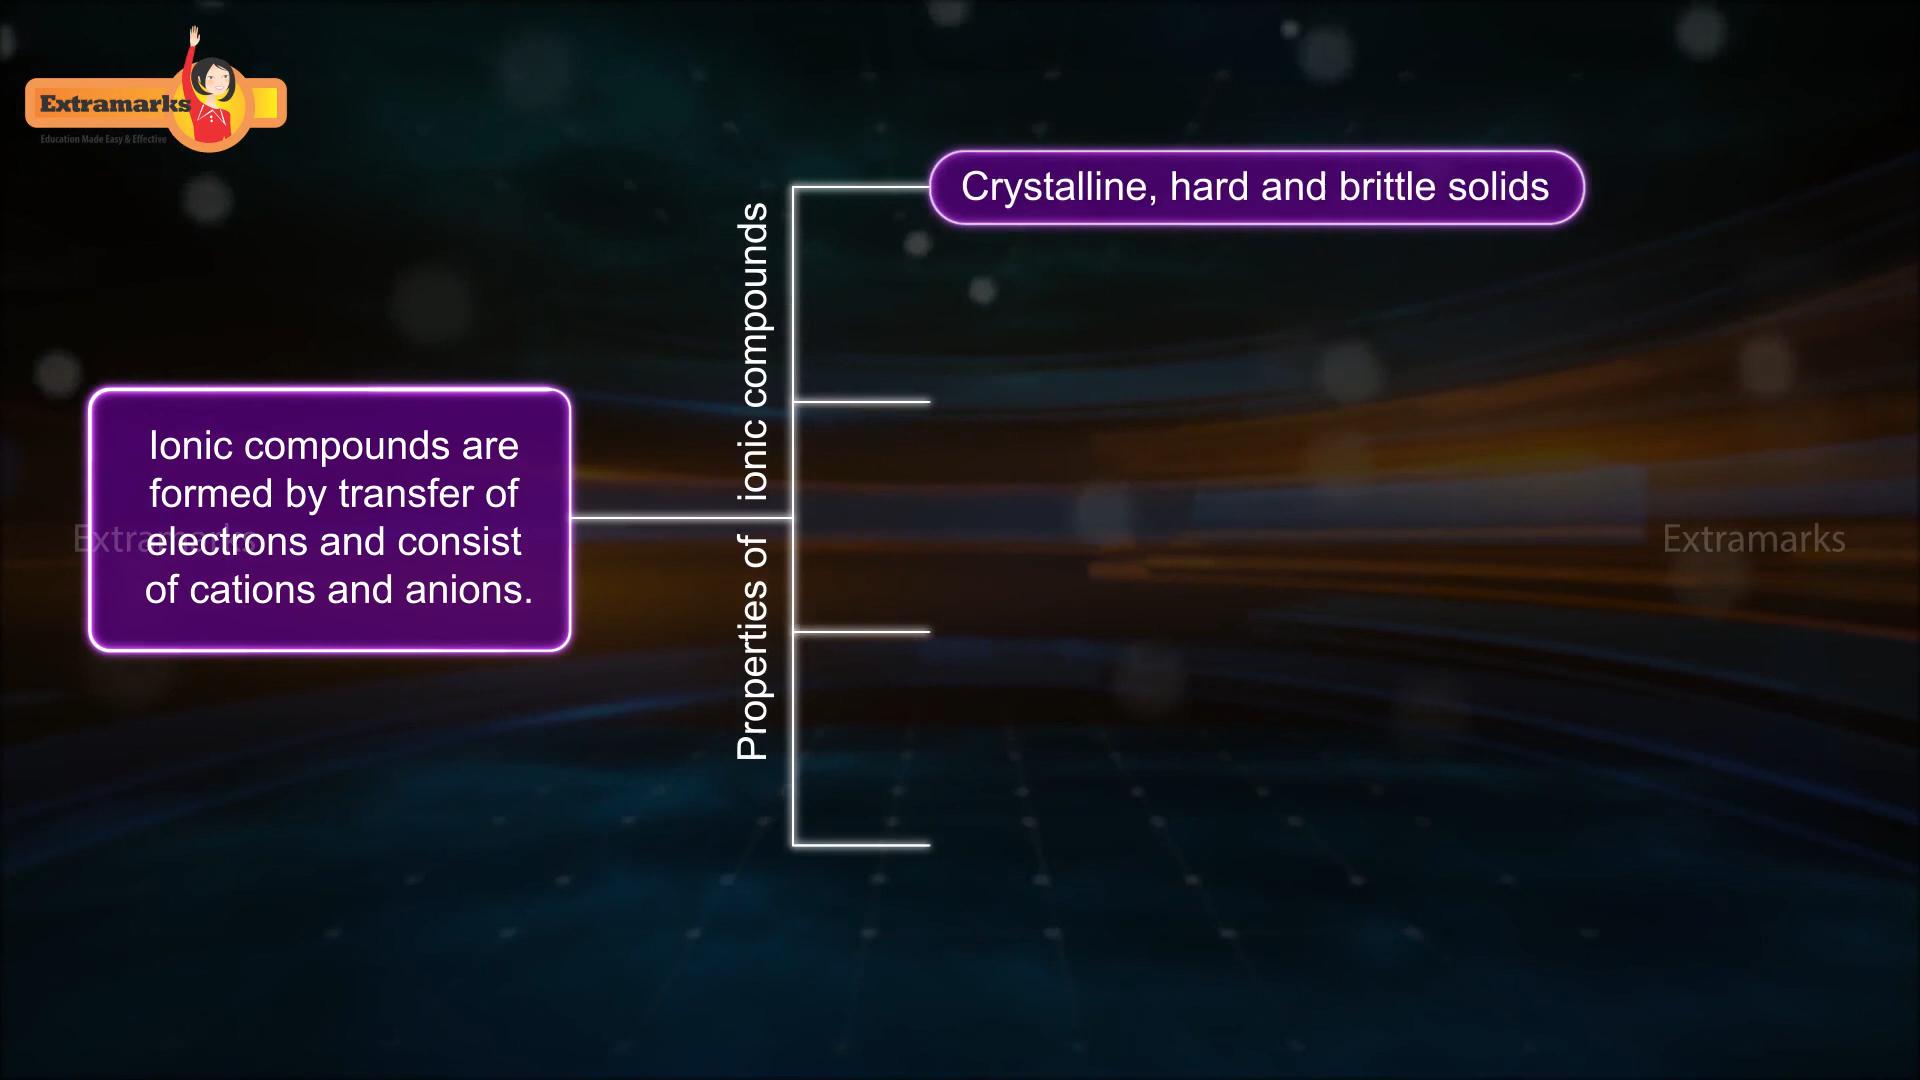 Extramarks
Education Made Easy & Effective
Crystalline, hard and brittle solids
Properties of ionic compounds
Ionic compounds are
formed by transfer of
electrons and consist
of cations and anions.
Extramarks
Extramarks